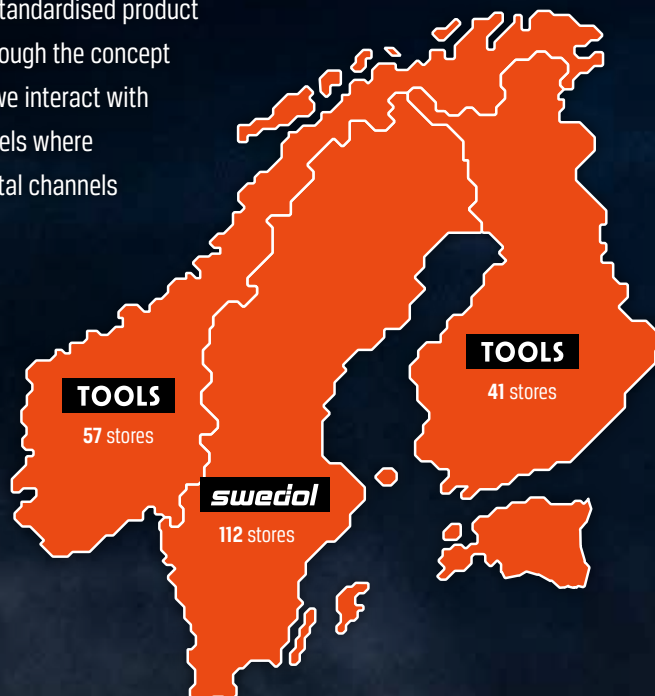 tandardised product
ough the concept
we interact with
els where
tal channels
TOOLS
57 stores
TOOLS
41 stores
swedol
112 stores